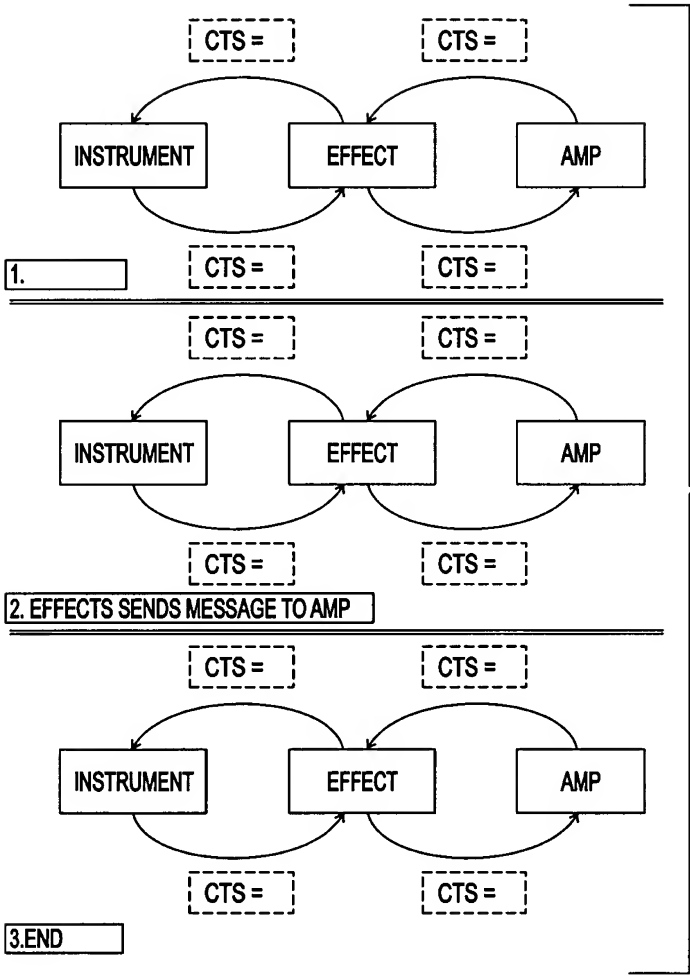 CTS = CTS =
INSTRUMENT EFFECT AMP
CTS = CTS =
1.
CTS = CTS =
INSTRUMENT EFFECT AMP
CTS = CTS =
2. EFFECTS SENDS MESSAGE TO AMP
CTS = CTS =
INSTRUMENT EFFECT AMP
CTS = CTS =
3.END